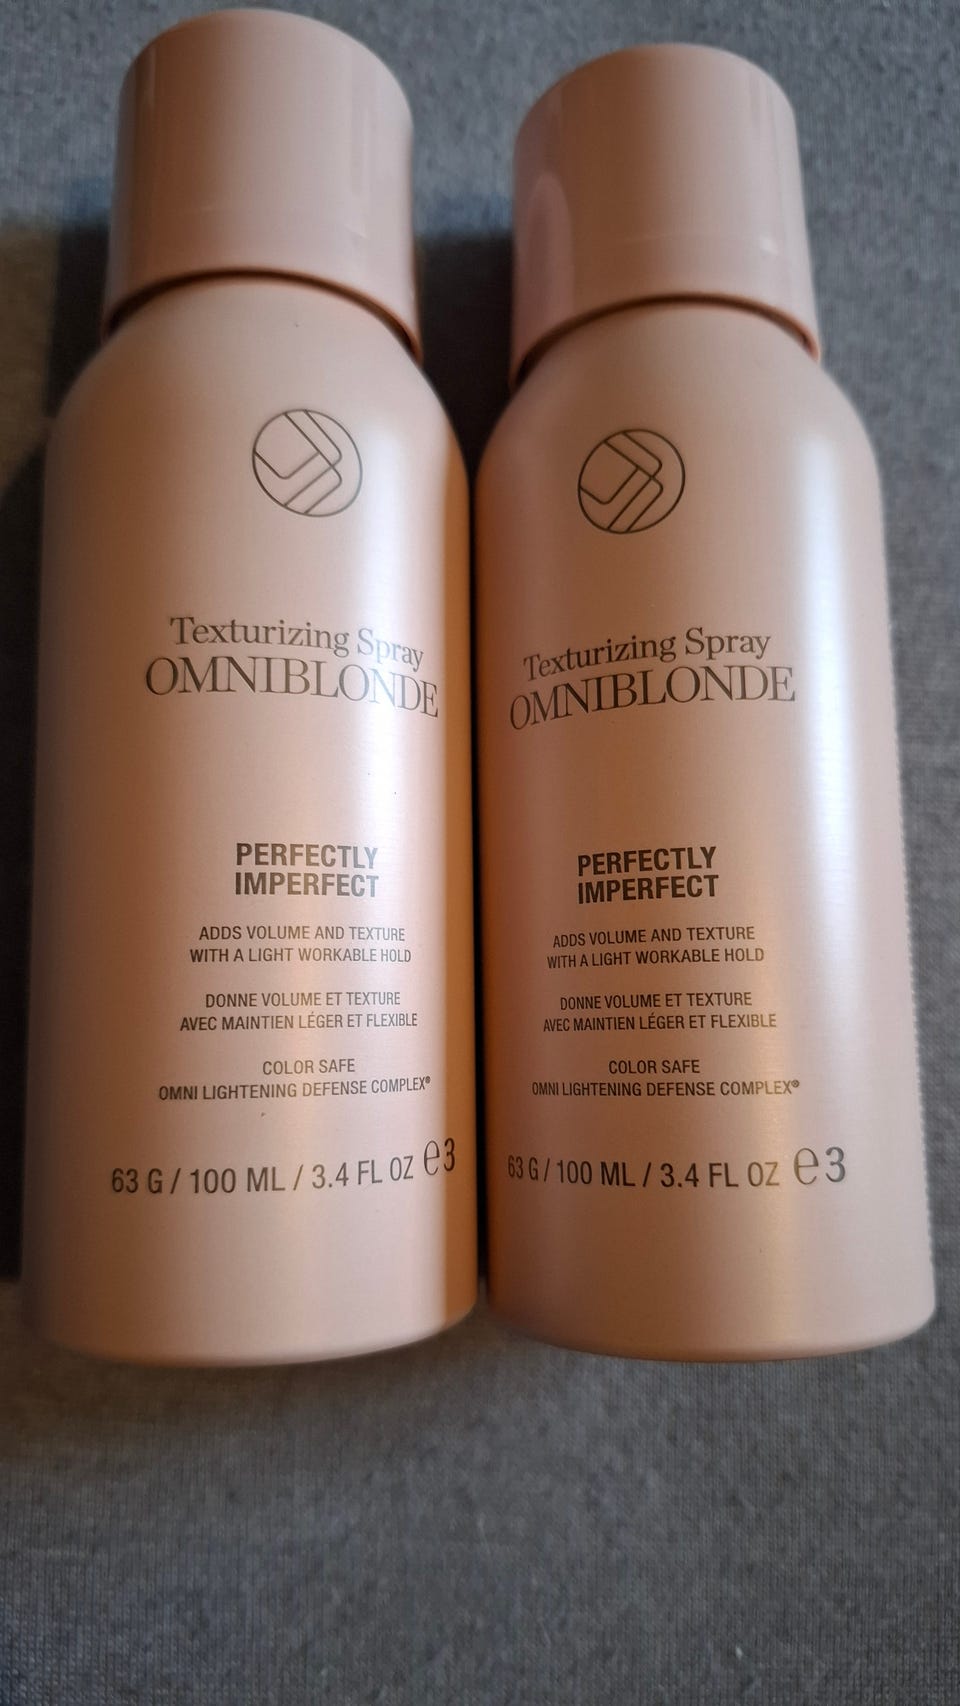 Texturizing Spray
OMNIBLONDE
PERFECTLY
IMPERFECT
ADDS VOLUME AND TEXTURE
WITH A LIGHT WORKABLE HOLD
DONNE VOLUME ET TEXTURE
AVEC MAINTIEN LÉGER ET FLEXIBLE
COLOR SAFE
OMNI LIGHTENING DEFENSE COMPLEX®
63 G / 100 ML / 3.4 FL OZ ℮3
Texturizing Spray
OMNIBLONDE
PERFECTLY
IMPERFECT
ADDS VOLUME AND TEXTURE
WITH A LIGHT WORKABLE HOLD
DONNE VOLUME ET TEXTURE
AVEC MAINTIEN LÉGER ET FLEXIBLE
COLOR SAFE
OMNI LIGHTENING DEFENSE COMPLEX®
63 G / 100 ML / 3.4 FL OZ ℮3